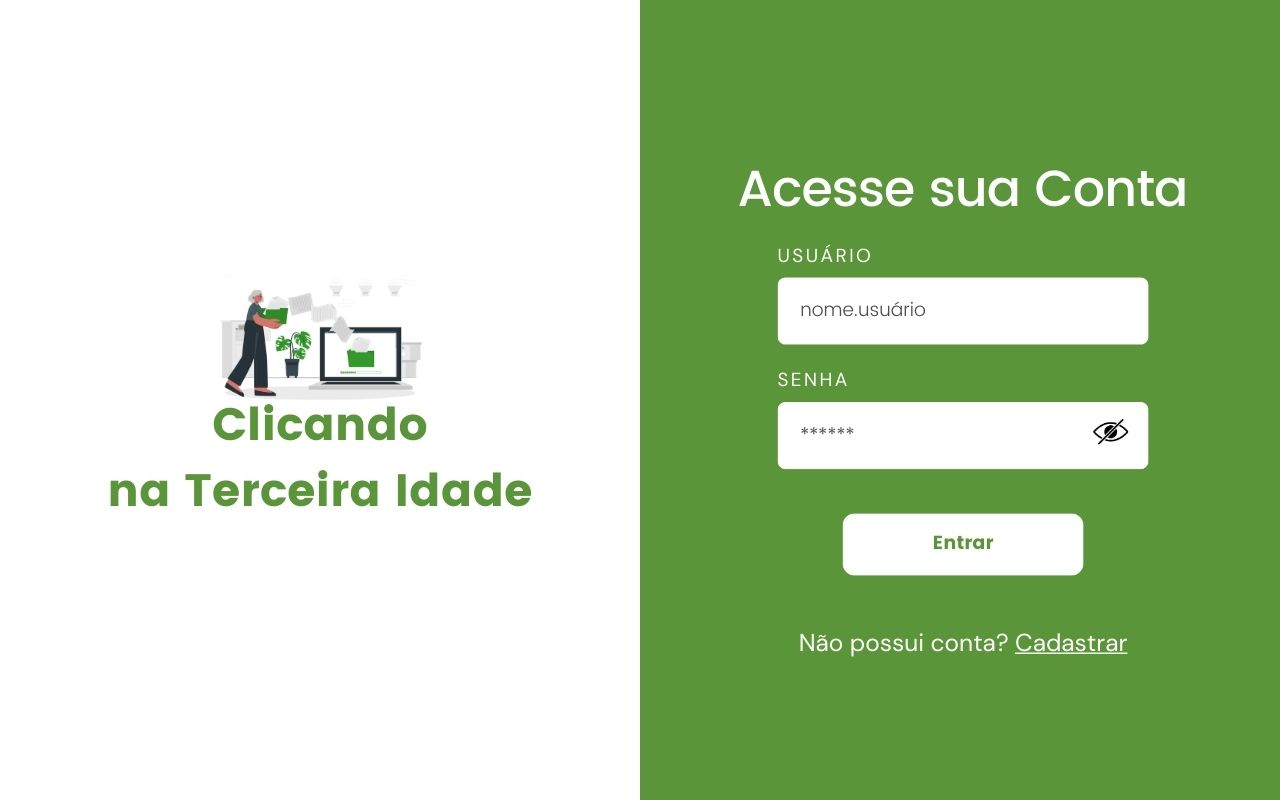 Clicando
na Terceira Idade
Acesse sua Conta
USUÁRIO
nome.usuário
SENHA
******
Entrar
Não possui conta? Cadastrar